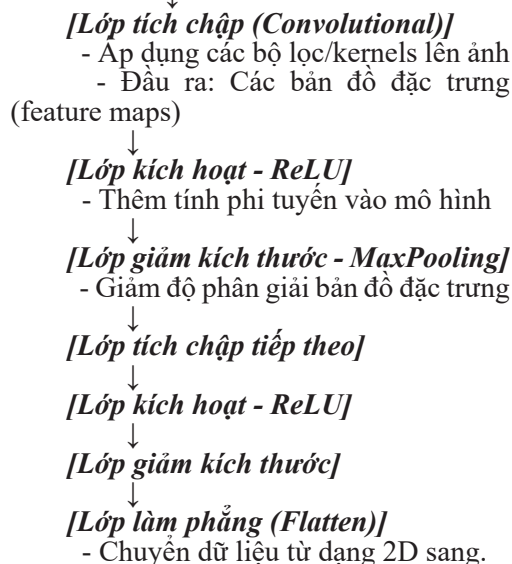 ↓
[Lớp tích chập (Convolutional)]
- Áp dụng các bộ lọc/kernels lên ảnh
- Đầu ra: Các bản đồ đặc trưng
(feature maps)
↓
[Lớp kích hoạt - ReLU]
- Thêm tính phi tuyến vào mô hình
↓
[Lớp giảm kích thước - MaxPooling]
- Giảm độ phân giải bản đồ đặc trưng
↓
[Lớp tích chập tiếp theo]
↓
[Lớp kích hoạt - ReLU]
↓
[Lớp giảm kích thước]
↓
[Lớp làm phẳng (Flatten)]
- Chuyển dữ liệu từ dạng 2D sang.